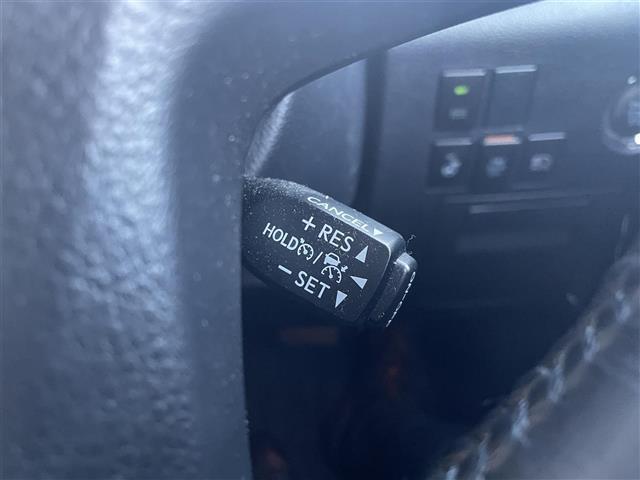 CANCEL
+RES
HOLD /
-SET